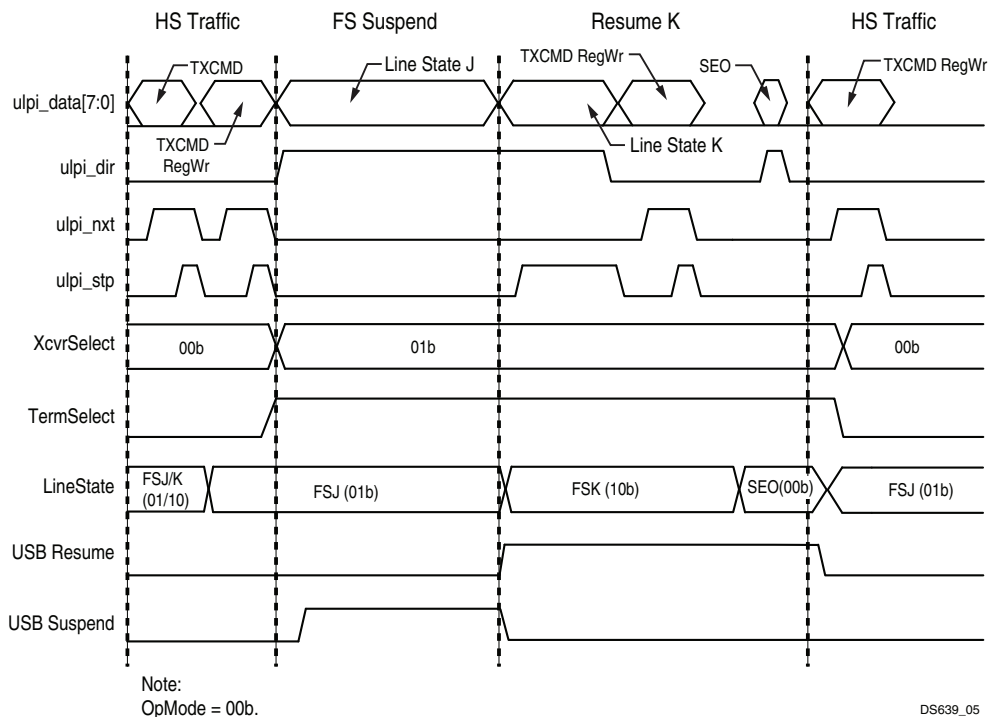 HS Traffic FS Suspend Resume K HS Traffic
TXCMD Line State J TXCMD RegWr SEO TXCMD RegWr
ulpi_data[7:0]
TXCMD RegWr
Line State K
ulpi_dir
ulpi_nxt
ulpi_stp
XcvrSelect 00b 01b 00b
TermSelect
LineState FSJ/K (01/10) FSJ (01b) FSK (10b) SEO(00b) FSJ (01b)
USB Resume
USB Suspend
Note:
OpMode = 00b.
DS639_05